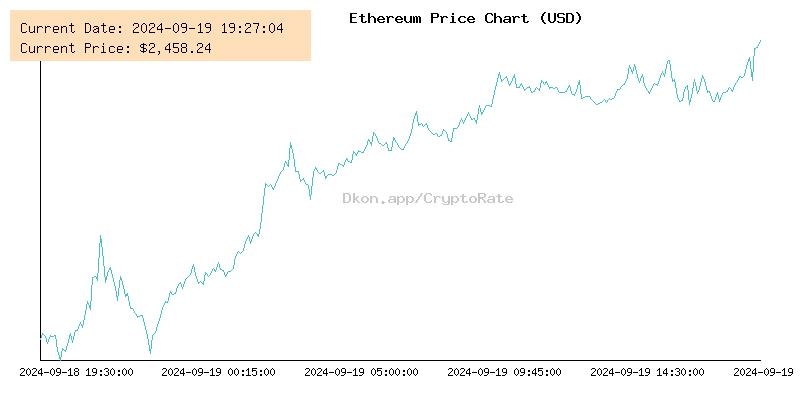 Ethereum Price Chart (USD)
Current Date: 2024-09-19 19:27:04
Current Price: $2,458.24
Dkon.app/CryptoRate
2024-09-18 19:30:00 2024-09-19 00:15:00 2024-09-19 05:00:00 2024-09-19 09:45:00 2024-09-19 14:30:00 2024-09-19